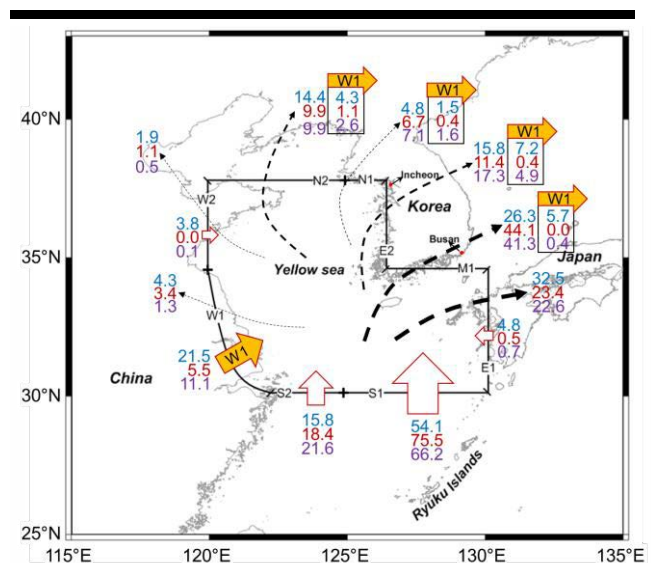 W1
14.4 4.3
9.9 1.1
9.9 2.6
W1
4.8 1.5
6.7 0.4
7.1 1.6
W1
15.8 7.2
11.4 0.4
17.3 4.9
W1
26.3 5.7
44.1 0.0
41.3 0.4
40°N
1.9
1.1
0.5
N2
N1
Incheon
W2
Korea
3.8
0.0
0.1
Busan
35°N
Yellow sea
E2
M1
Japan
4.3
3.4
1.3
32.5
23.4
22.6
W1
4.8
0.5
0.7
21.5
5.5
11.1
W1
China
E1
30°N
S2
S1
15.8
18.4
21.6
54.1
75.5
66.2
Ryuku Islands
25°N
115°E
120°E
125°E
130°E
135°E